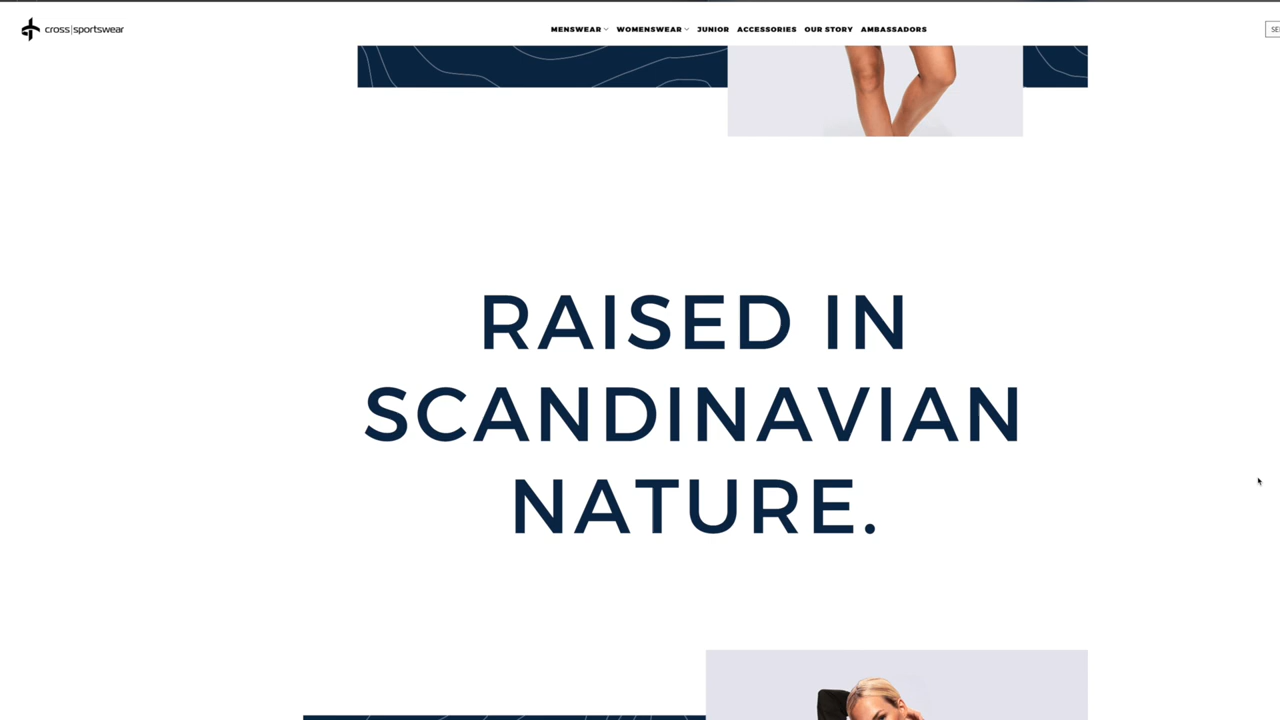 cross|sportswear
MENSWEAR WOMENSWEAR JUNIOR ACCESSORIES OUR STORY AMBASSADORS
RAISED IN
SCANDINAVIAN
NATURE.